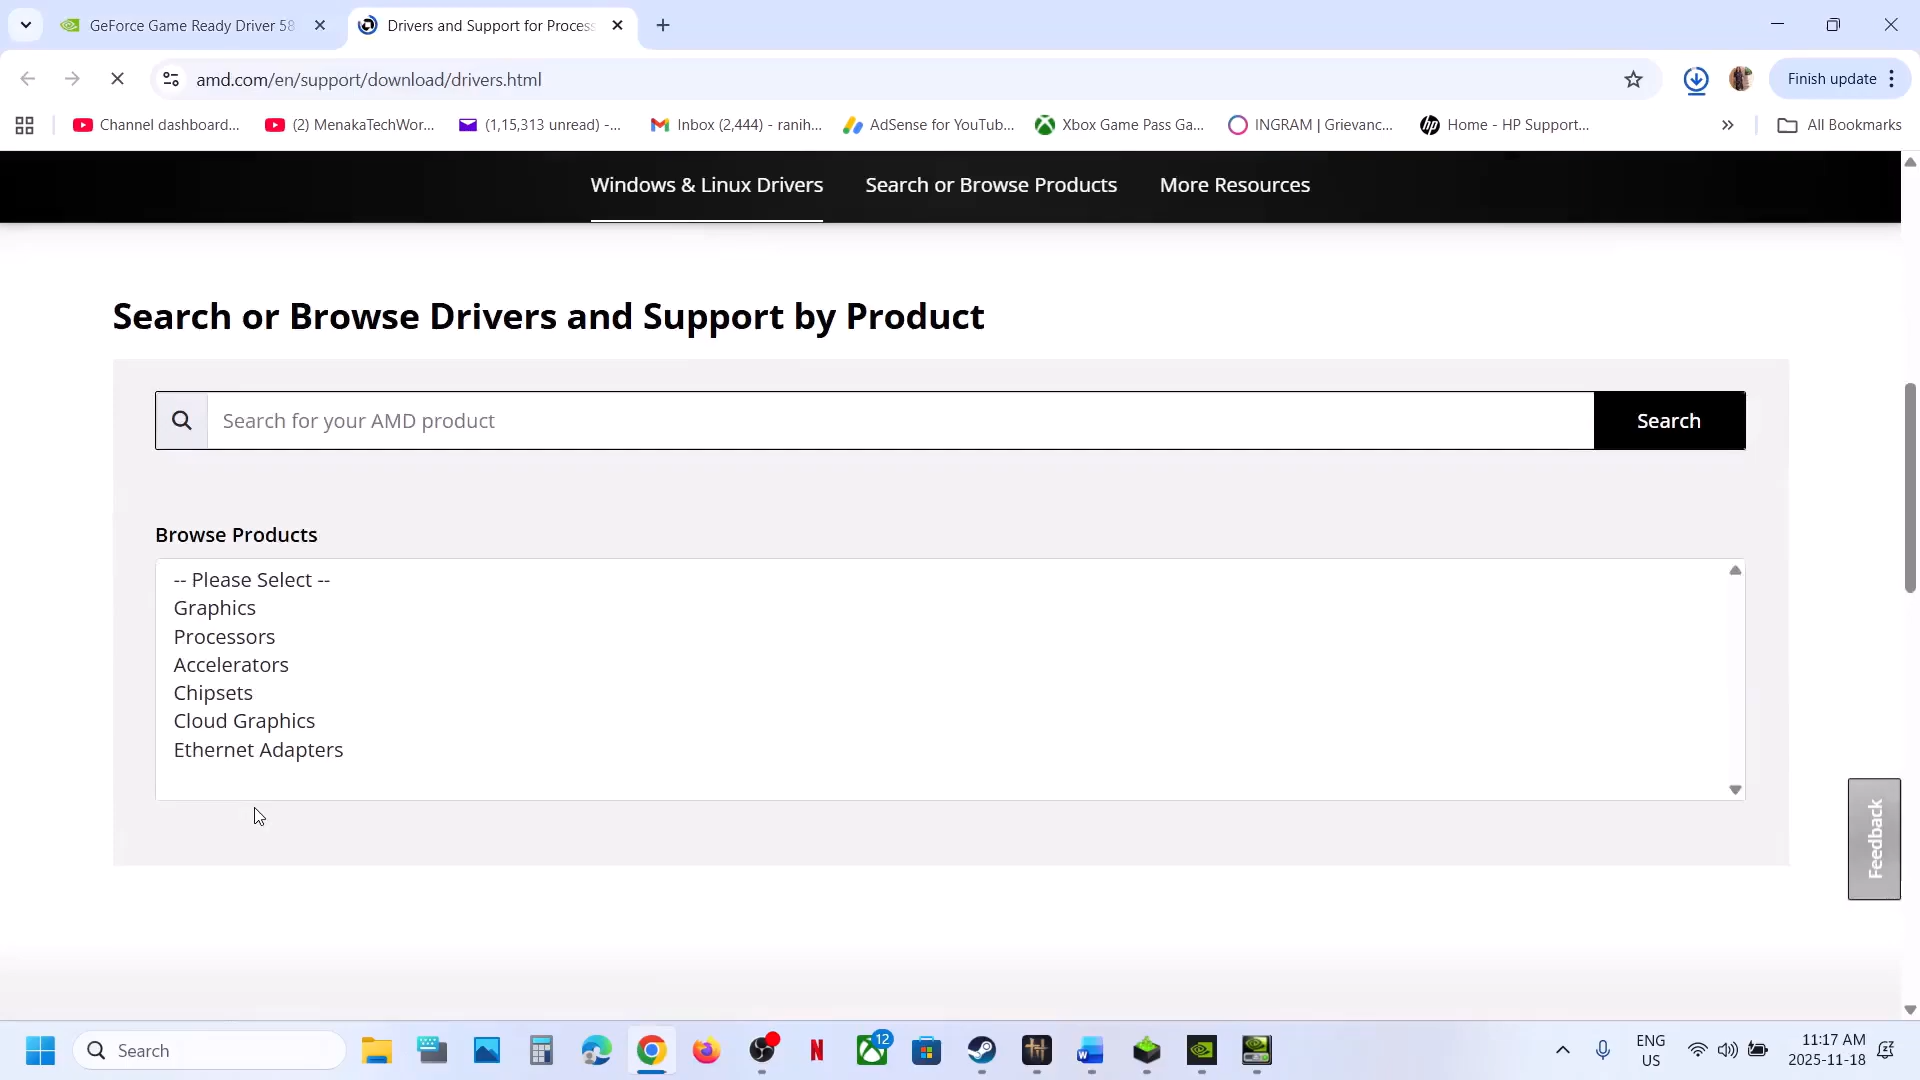 GeForce Game Ready Driver 58
Drivers and Support for Process
amd.com/en/support/download/drivers.html
Finish update
Channel dashboard...
(2) MenakaTechWor...
(1,15,313 unread) -...
Inbox (2,444) - ranih...
AdSense for YouTub...
Xbox Game Pass Ga...
INGRAM | Grievanc...
Home - HP Support...
All Bookmarks
Windows & Linux Drivers
Search or Browse Products
More Resources
Search or Browse Drivers and Support by Product
Search for your AMD product
Search
Browse Products
-- Please Select --
Graphics
Processors
Accelerators
Chipsets
Cloud Graphics
Ethernet Adapters
Feedback
Search
12
ENG
US
11:17 AM
2025-11-18